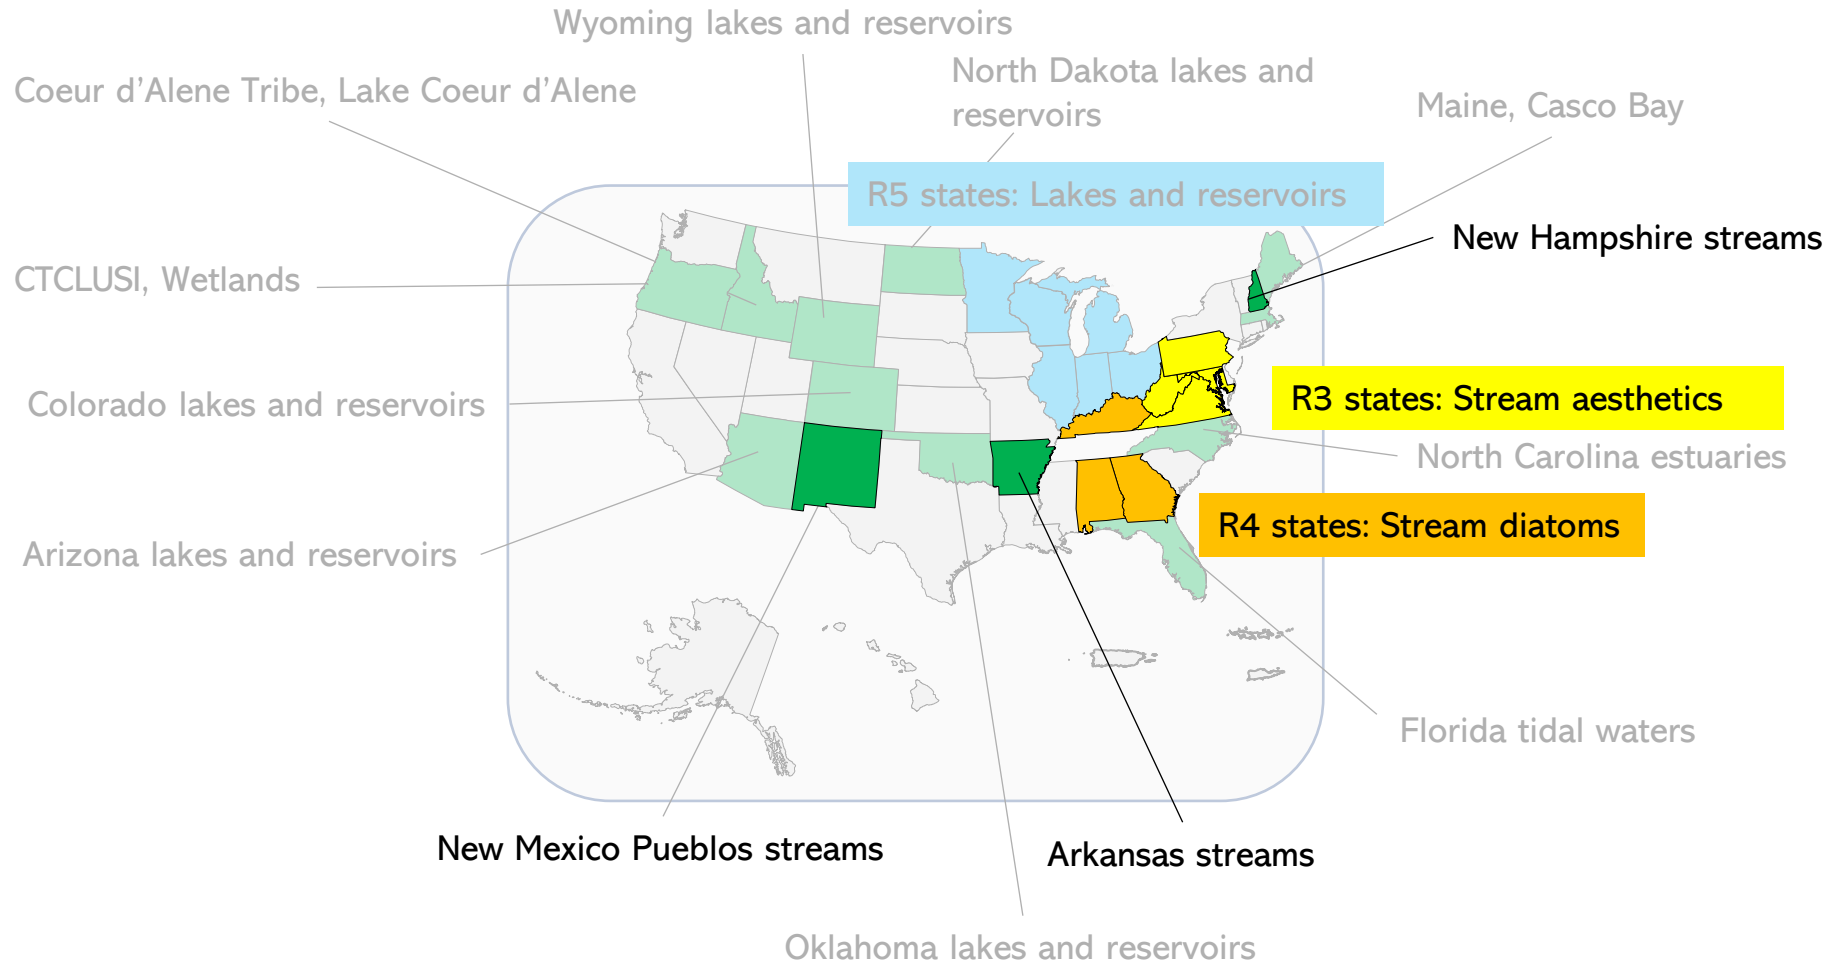 Wyoming lakes and reservoirs
North Dakota lakes and
reservoirs
Coeur d’Alene Tribe, Lake Coeur d’Alene
Maine, Casco Bay
R5 states: Lakes and reservoirs
New Hampshire streams
CTCLUSI, Wetlands
Colorado lakes and reservoirs
R3 states: Stream aesthetics
North Carolina estuaries
R4 states: Stream diatoms
Arizona lakes and reservoirs
Florida tidal waters
New Mexico Pueblos streams
Arkansas streams
Oklahoma lakes and reservoirs